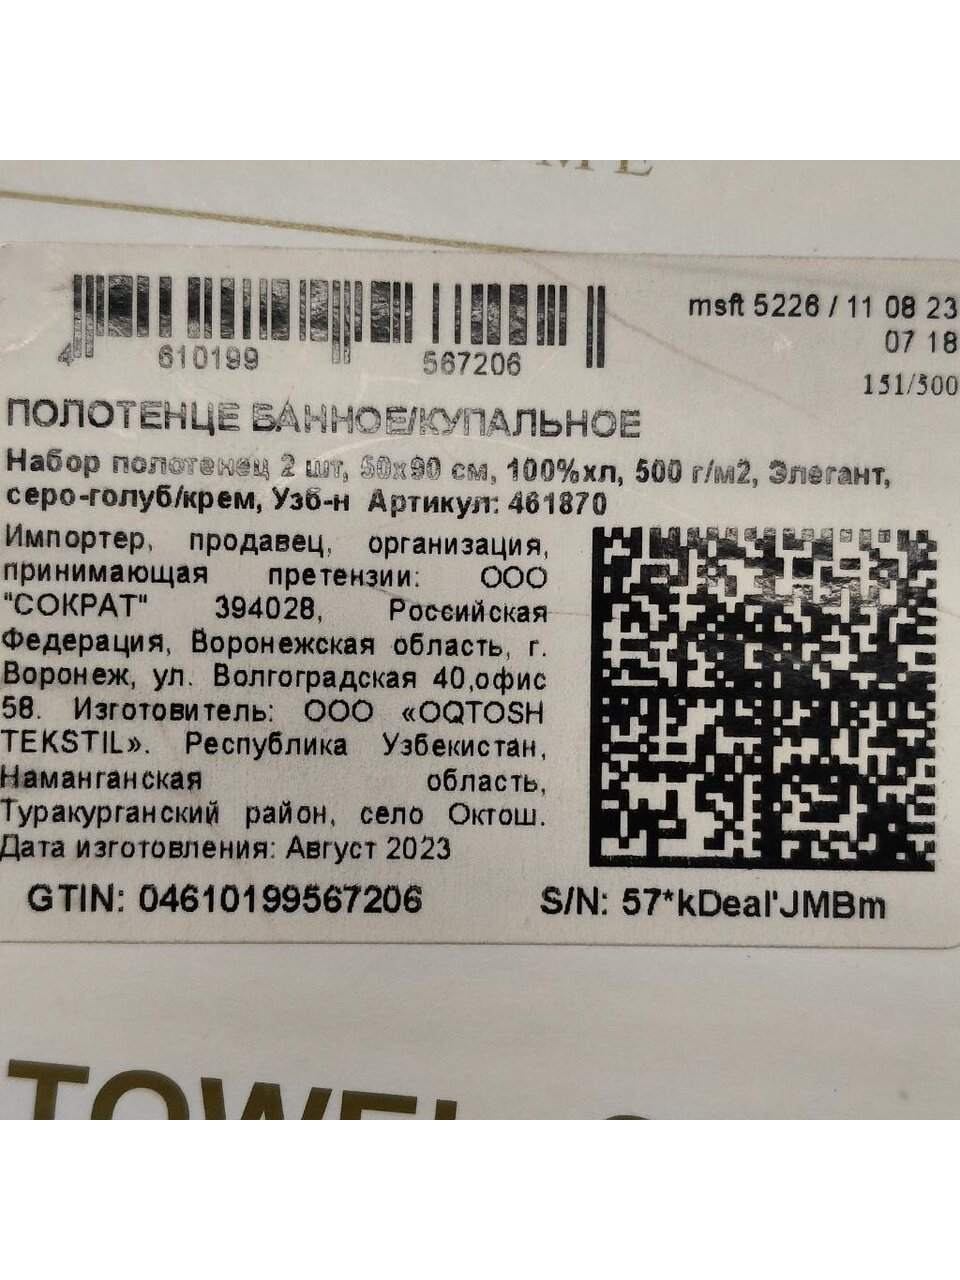 msft 5226 / 11 08 23
07 18
151/500
4 610199 567206
ПОЛОТЕНЦЕ БАННОЕ/КУПАЛЬНОЕ
Набор полотенец 2 шт, 50x90 см, 100%хл, 500 г/м2, Элегант,
серо-голуб/крем, Узб-н Артикул: 461870
Импортер, продавец, организация,
принимающая претензии: ООО
"СОКРАТ" 394028, Российская
Федерация, Воронежская область, г.
Воронеж, ул. Волгоградская 40,офис
58. Изготовитель: ООО «OQTOSH
TEKSTIL». Республика Узбекистан,
Наманганская область,
Туракурганский район, село Октош.
Дата изготовления: Август 2023
GTIN: 04610199567206
S/N: 57*kDeal'JMBm
TOWEL